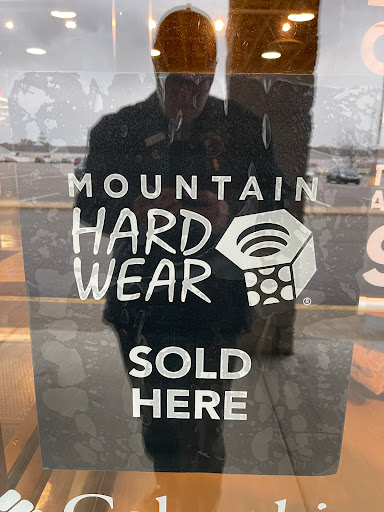 MOUNTAIN
HARD
WEAR
®
SOLD
HERE